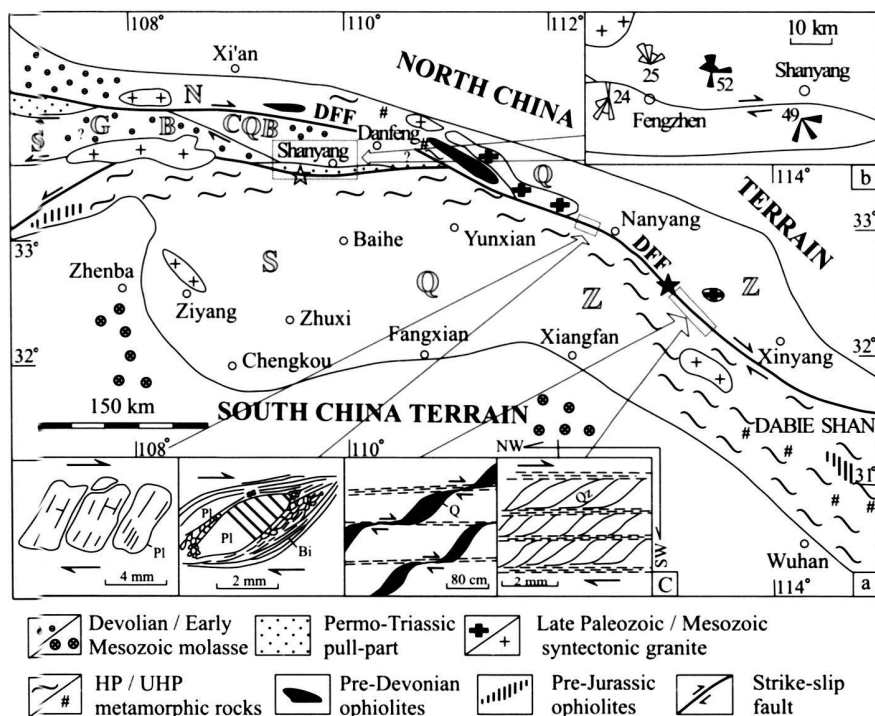 108°
110°
112°
10 km
Xi'an
NORTH CHINA
TERRAIN
25
52
Shanyang
24
49
Fengzhen
N
DFF
S
G
B
CQB
Danfeng
#
?
Shanyang
?
#
Q
114°
b
33°
33°
Nanyang
Baihe
Yunxian
DFF
S
Q
Z
Z
Zhenba
Ziyang
Zhuxi
Fangxian
Xiangfan
Xinyang
32°
32°
Chengkou
150 km
SOUTH CHINA TERRAIN
DABIE SHAN
108°
110°
NW
SW
31°
#
#
#
#
Wuhan
114°
a
Pl
4 mm
Pl
Pl
Bi
2 mm
Q
80 cm
Qz
2 mm
C
Devolian / Early
Mesozoic molasse
Permo-Triassic
pull-part
Late Paleozoic / Mesozoic
syntectonic granite
HP / UHP
# metamorphic rocks
Pre-Devonian
ophiolites
Pre-Jurassic
ophiolites
Strike-slip
fault